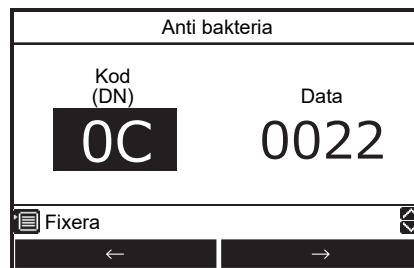 Anti bakteria
Kod
(DN)
Data
0C
0022
Fixera
← →